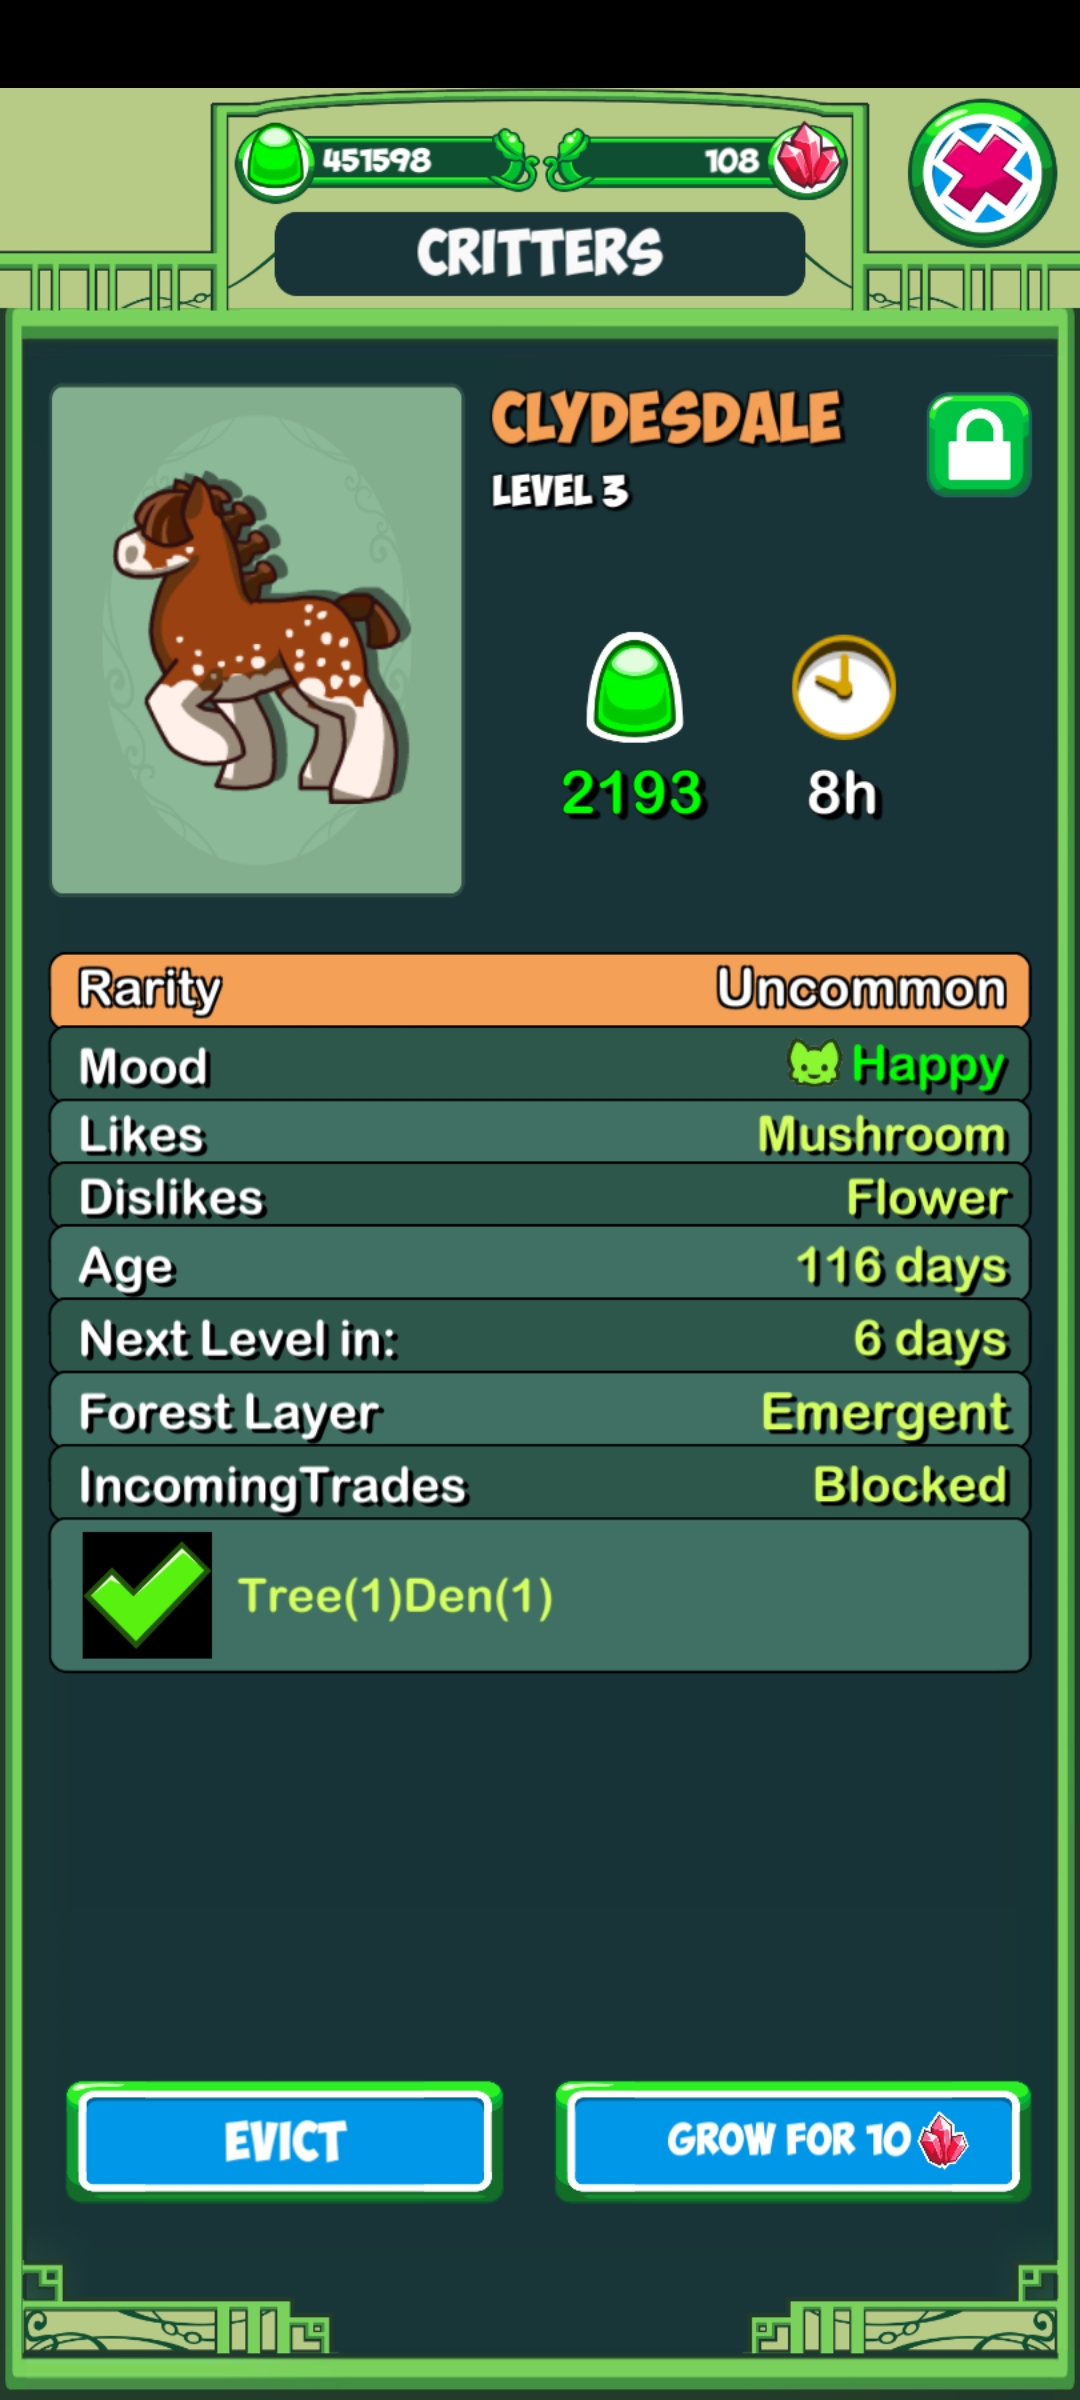 451598
108
CRITTERS
CLYDESDALE
LEVEL 3
2193
8h
Rarity Uncommon
Mood Happy
Likes Mushroom
Dislikes Flower
Age 116 days
Next Level in: 6 days
Forest Layer Emergent
IncomingTrades Blocked
Tree(1)Den(1)
EVICT
GROW FOR 10